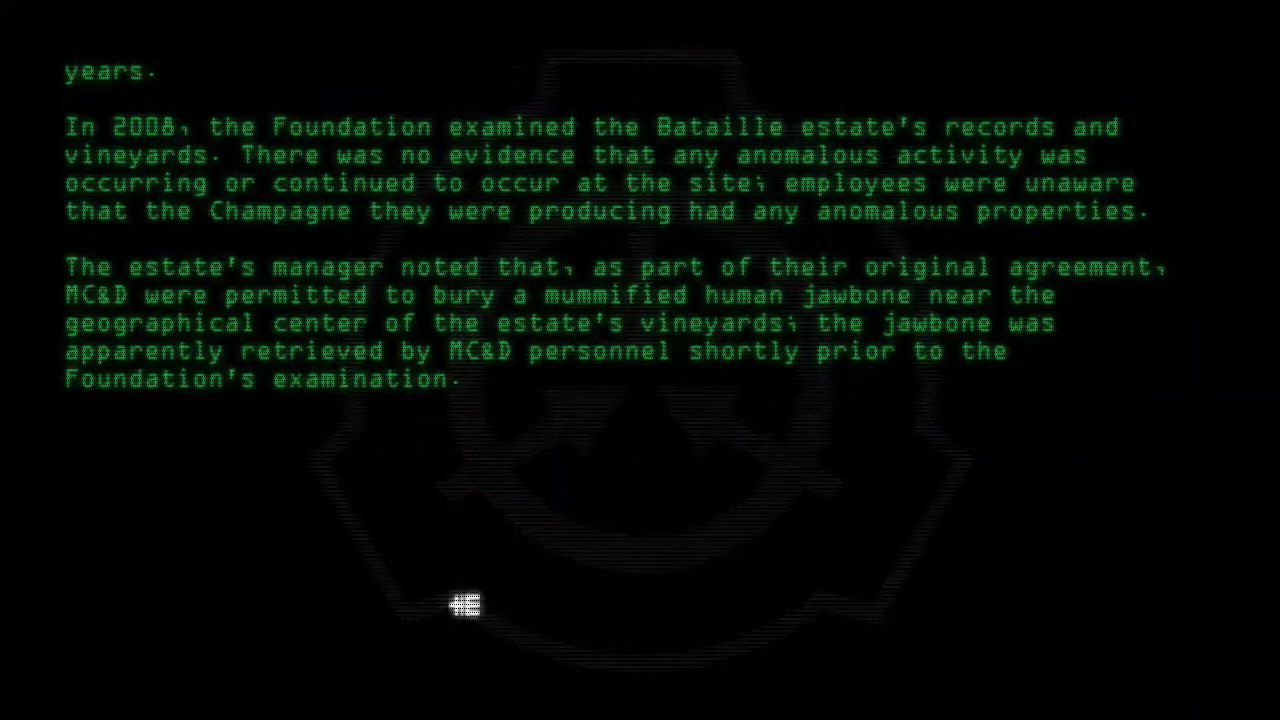 years.
In 2008, the Foundation examined the Bataille estate's records and
vineyards. There was no evidence that any anomalous activity was
occurring or continued to occur at the site; employees were unaware
that the Champagne they were producing had any anomalous properties.
The estate's manager noted that, as part of their original agreement,
MC&D were permitted to bury a mummified human jawbone near the
geographical center of the estate's vineyards; the jawbone was
apparently retrieved by MC&D personnel shortly prior to the
Foundation's examination.